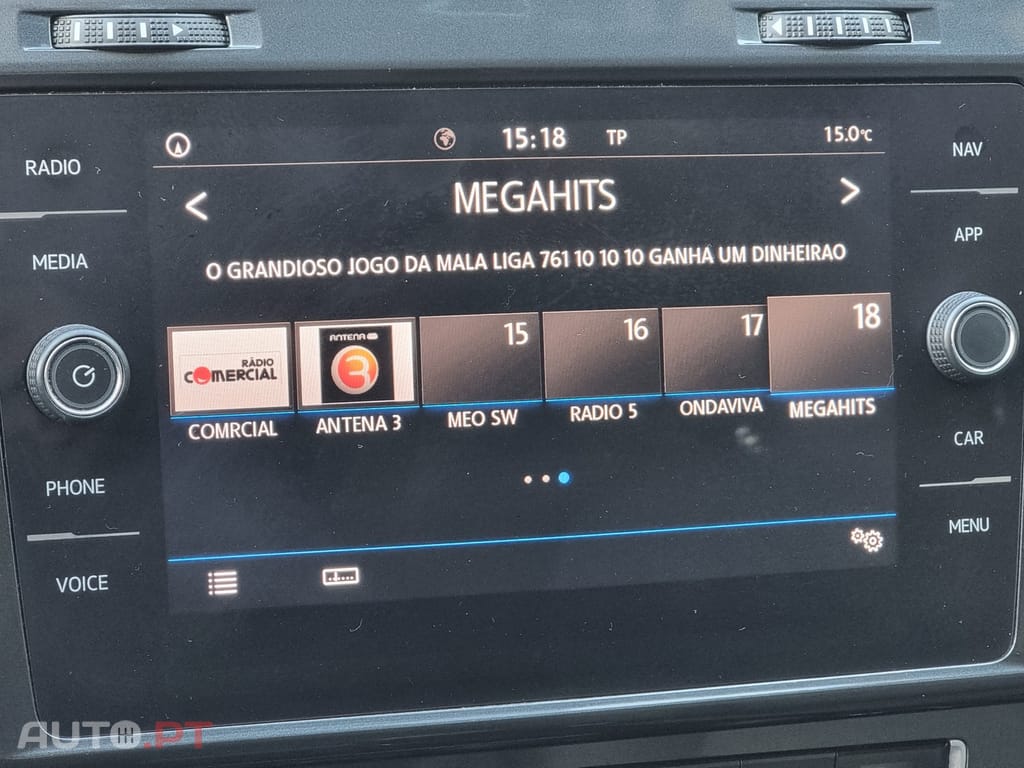 15:18 TP 15.0°C
RADIO
NAV
MEGAHITS
MEDIA
APP
O GRANDIOSO JOGO DA MALA LIGA 761 10 10 10 GANHA UM DINHEIRAO
RÁDIO
COMERCIAL
ANTENA
3
15
16
17
18
COMRCIAL
ANTENA 3
MEO SW
RADIO 5
ONDAVIVA
MEGAHITS
CAR
PHONE
MENU
VOICE
AUTO.PT